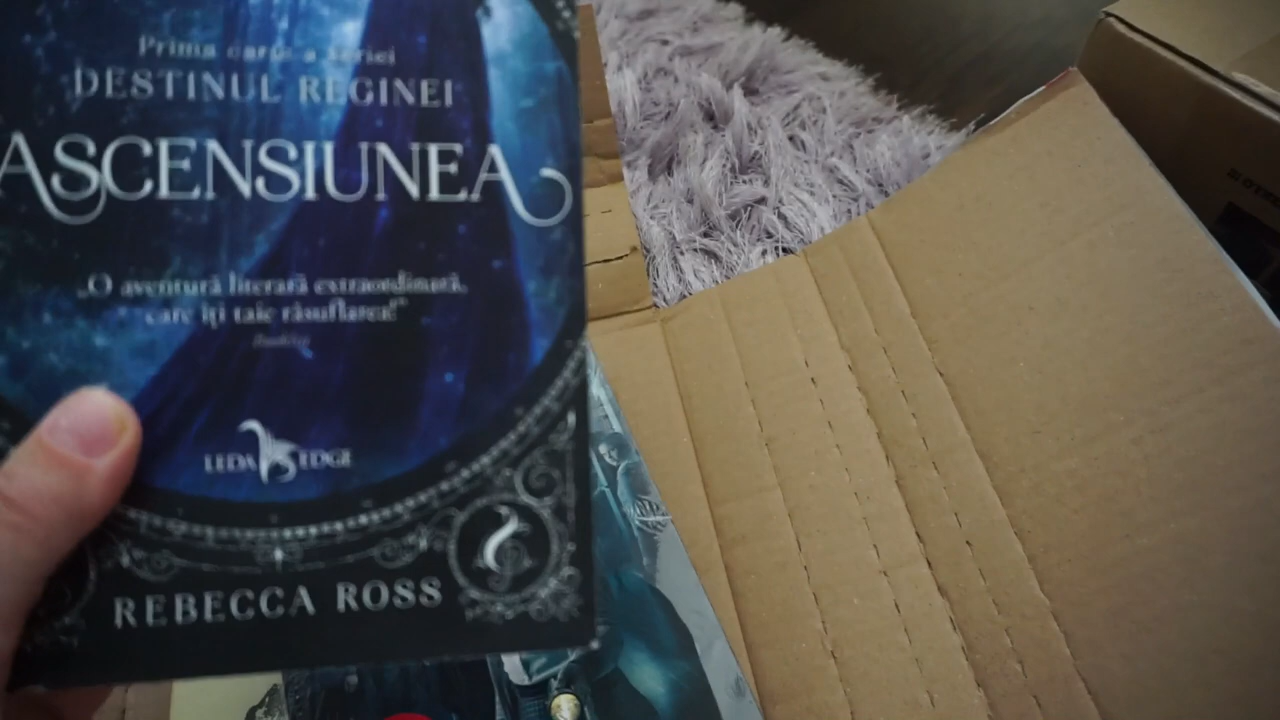 Prima carte a seriei
DESTINUL REGINEI
ASCENSIUNEA
„O aventură literară extraordinară,
care îți taie răsuflarea!”
LEDA EDGE
REBECCA ROSS